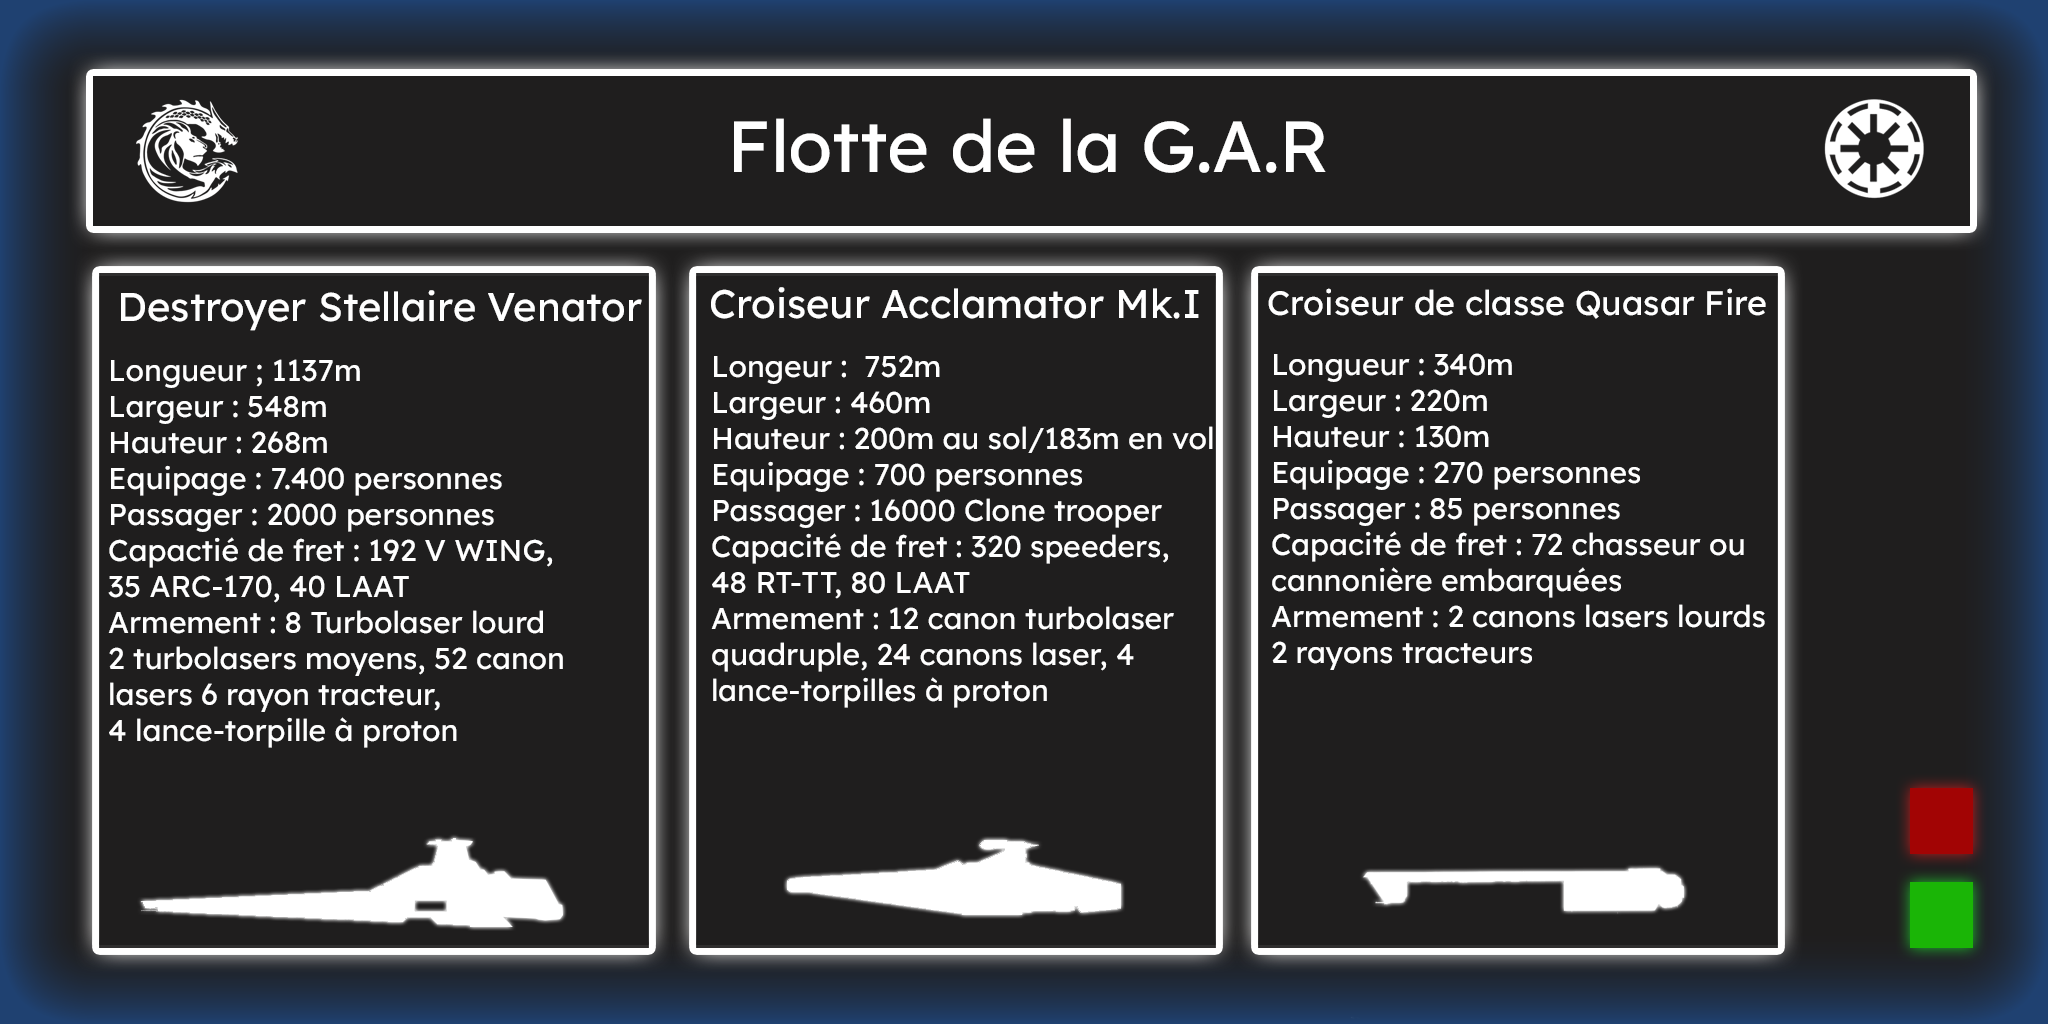 Flotte de la G.A.R
Destroyer Stellaire Venator
Longueur ; 1137m
Largeur : 548m
Hauteur : 268m
Equipage : 7.400 personnes
Passager : 2000 personnes
Capactié de fret : 192 V WING,
35 ARC-170, 40 LAAT
Armement : 8 Turbolaser lourd
2 turbolasers moyens, 52 canon
lasers 6 rayon tracteur,
4 lance-torpille à proton
Croiseur Acclamator Mk.I
Longeur :  752m
Largeur : 460m
Hauteur : 200m au sol/183m en vol
Equipage : 700 personnes
Passager : 16000 Clone trooper
Capacité de fret : 320 speeders,
48 RT-TT, 80 LAAT
Armement : 12 canon turbolaser
quadruple, 24 canons laser, 4
lance-torpilles à proton
Croiseur de classe Quasar Fire
Longueur : 340m
Largeur : 220m
Hauteur : 130m
Equipage : 270 personnes
Passager : 85 personnes
Capacité de fret : 72 chasseur ou
cannonière embarquées
Armement : 2 canons lasers lourds
2 rayons tracteurs